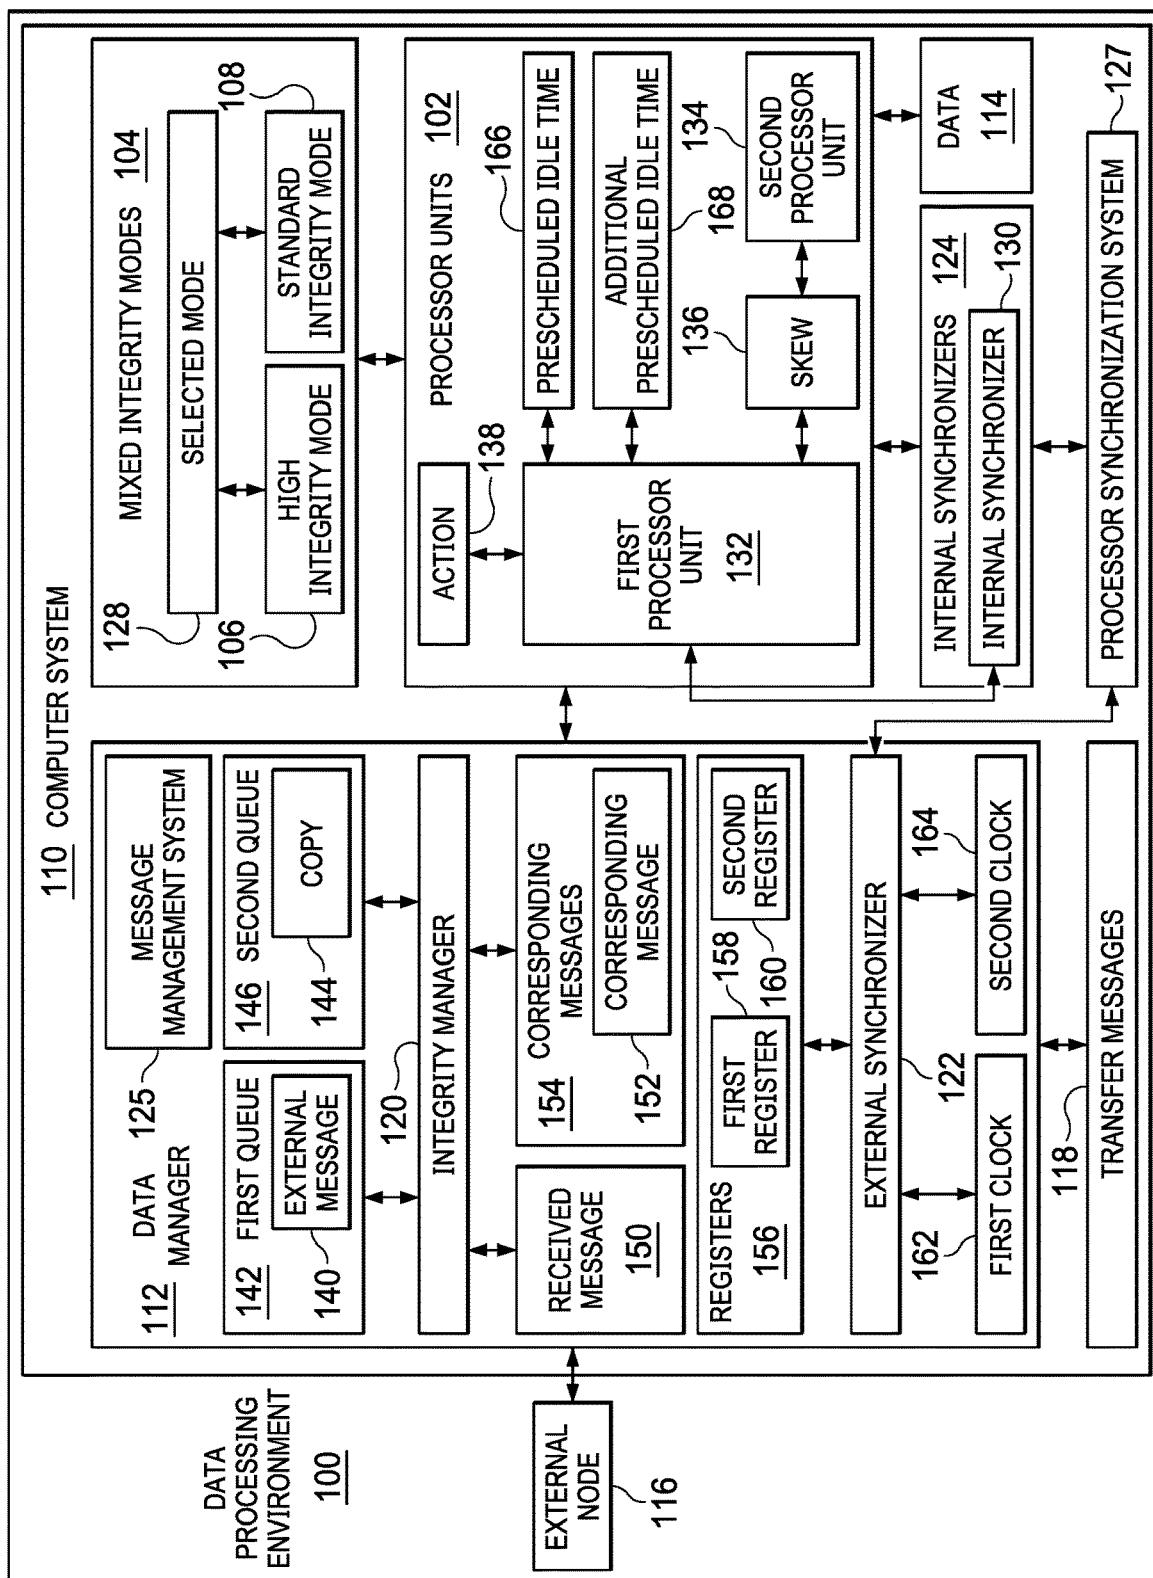 DATA
PROCESSING
ENVIRONMENT
100
EXTERNAL
NODE
116
110 COMPUTER SYSTEM
DATA
MANAGER
112
125
MESSAGE
MANAGEMENT SYSTEM
142 FIRST QUEUE
EXTERNAL
MESSAGE
140
146 SECOND QUEUE
COPY
144
120
INTEGRITY MANAGER
RECEIVED
MESSAGE
150
CORRESPONDING
MESSAGES
154
CORRESPONDING
MESSAGE
152
REGISTERS
156
FIRST
REGISTER
158
SECOND
REGISTER
160
EXTERNAL SYNCHRONIZER
122
162
FIRST CLOCK
164
SECOND CLOCK
118
TRANSFER MESSAGES
MIXED INTEGRITY MODES 104
128
SELECTED MODE
106
HIGH
INTEGRITY MODE
108
STANDARD
INTEGRITY MODE
PROCESSOR UNITS 102
ACTION
138
FIRST
PROCESSOR
UNIT
132
166
PRESCHEDULED IDLE TIME
ADDITIONAL
PRESCHEDULED IDLE TIME
168
136
SKEW
134
SECOND
PROCESSOR
UNIT
INTERNAL SYNCHRONIZERS 124
INTERNAL SYNCHRONIZER
130
DATA
114
PROCESSOR SYNCHRONIZATION SYSTEM
127